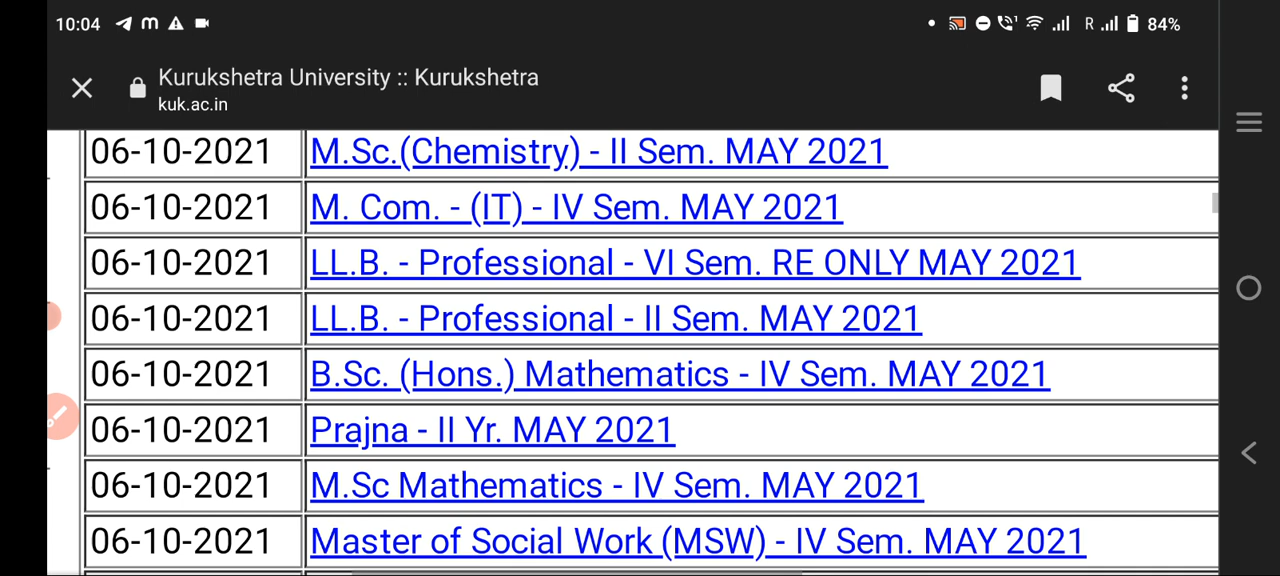 10:04
R
84%
Kurukshetra University :: Kurukshetra
kuk.ac.in
06-10-2021 M.Sc.(Chemistry) - II Sem. MAY 2021
06-10-2021 M. Com. - (IT) - IV Sem. MAY 2021
06-10-2021 LL.B. - Professional - VI Sem. RE ONLY MAY 2021
06-10-2021 LL.B. - Professional - II Sem. MAY 2021
06-10-2021 B.Sc. (Hons.) Mathematics - IV Sem. MAY 2021
06-10-2021 Prajna - II Yr. MAY 2021
06-10-2021 M.Sc Mathematics - IV Sem. MAY 2021
06-10-2021 Master of Social Work (MSW) - IV Sem. MAY 2021